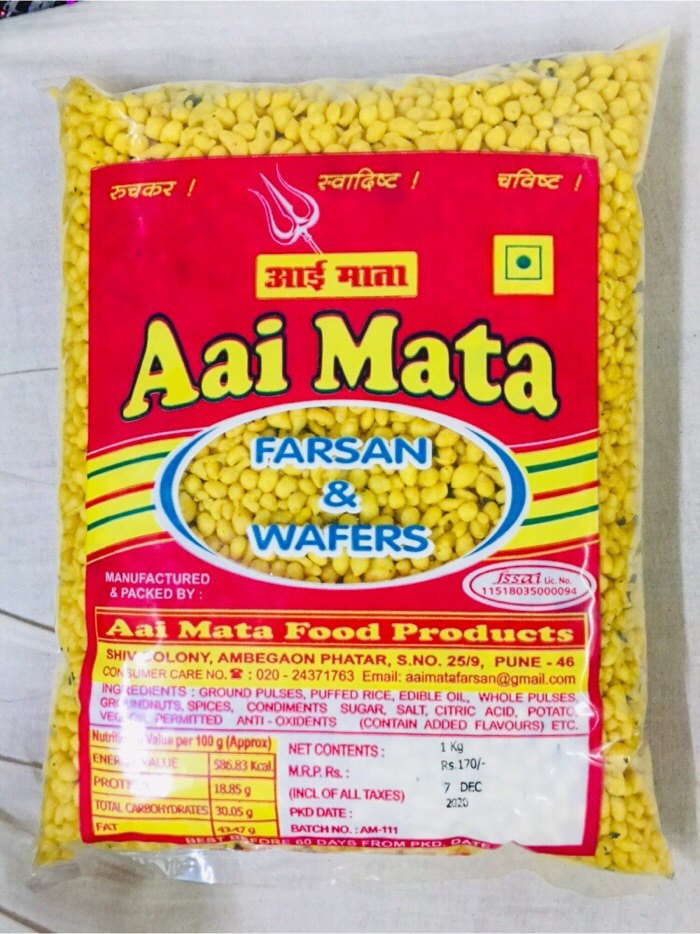 रुचकर ! स्वादिष्ट ! चविष्ट !
आई माता
Aai Mata
FARSAN
&
WAFERS
MANUFACTURED
& PACKED BY :
fssai Lic. No.
11518035000094
Aai Mata Food Products
SHIV COLONY, AMBEGAON PHATAR, S.NO. 25/9, PUNE - 46
CONSUMER CARE NO. ☎ : 020 - 24371763 Email: aaimatafarsan@gmail.com
INGREDIENTS : GROUND PULSES, PUFFED RICE, EDIBLE OIL, WHOLE PULSES,
GROUNDNUTS, SPICES, CONDIMENTS SUGAR, SALT, CITRIC ACID, POTATO,
VEG. OIL, PERMITTED ANTI - OXIDENTS (CONTAIN ADDED FLAVOURS) ETC.
Nutrition Value per 100 g (Approx)
ENERGY VALUE 586.83 Kcal
PROTEIN 18.85 g
TOTAL CARBOHYDRATES 30.05 g
FAT 43.47 g
NET CONTENTS : 1 Kg
M.R.P. Rs. : Rs.170/-
(INCL OF ALL TAXES)
PKD DATE : 7 DEC 2020
BATCH NO. : AM-111
BEST BEFORE 60 DAYS FROM PKD. DATE